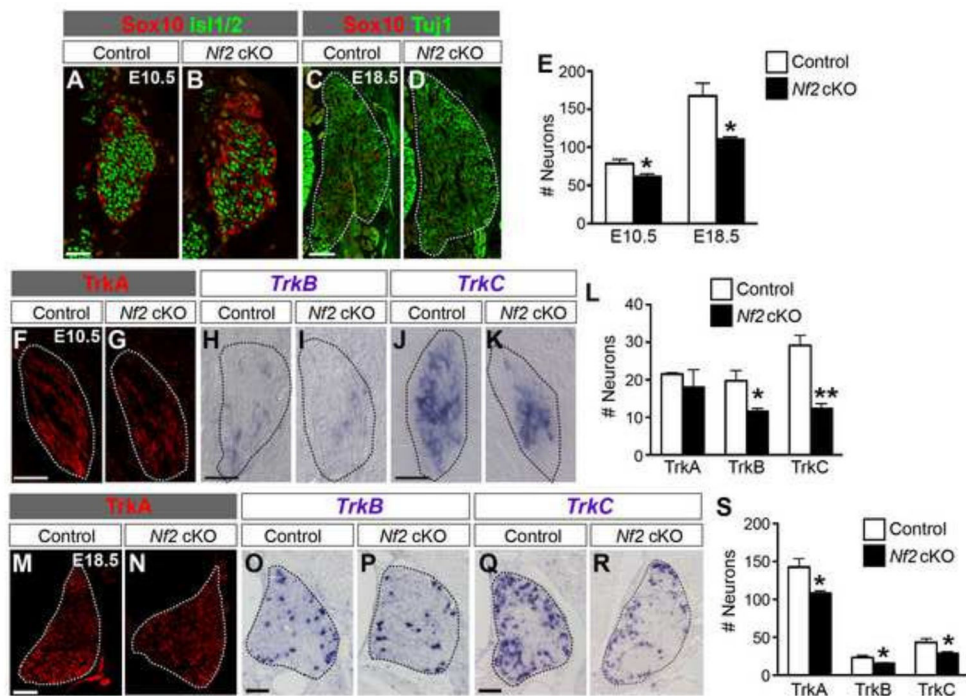 Sox10 isl1/2 Sox10 Tuj1
Control Nf2 cKO Control Nf2 cKO
A E10.5 B C E18.5 D
E
Control
Nf2 cKO
# Neurons
200
150
100
50
0
* *
E10.5 E18.5
TrkA TrkB TrkC
Control Nf2 cKO Control Nf2 cKO Control Nf2 cKO
F E10.5 G H I J K
L
Control
Nf2 cKO
# Neurons
40
30
20
10
0
* **
TrkA TrkB TrkC
TrkA TrkB TrkC
Control Nf2 cKO Control Nf2 cKO Control Nf2 cKO
M E18.5 N O P Q R
S
Control
Nf2 cKO
# Neurons
200
150
100
50
0
* * *
TrkA TrkB TrkC